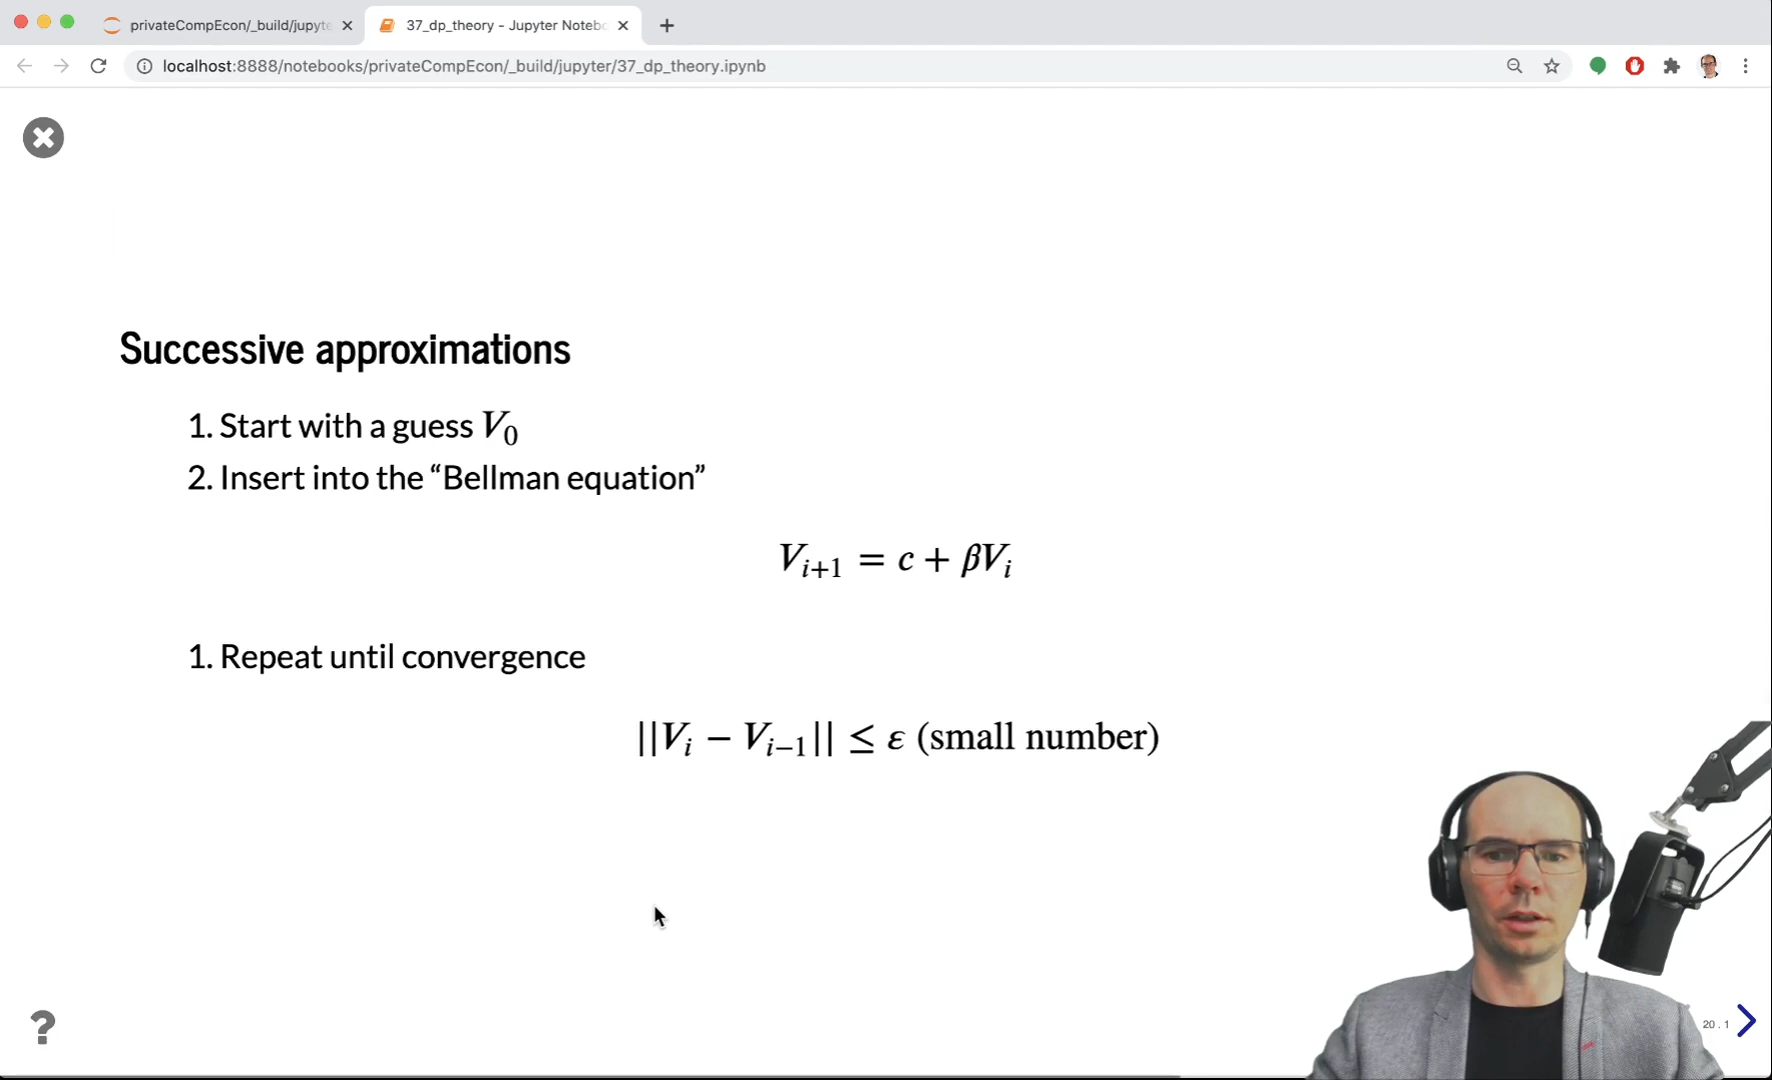 privateCompEcon/_build/jupyte
37_dp_theory - Jupyter Notebo
localhost:8888/notebooks/privateCompEcon/_build/jupyter/37_dp_theory.ipynb
Successive approximations
1. Start with a guess V₀
2. Insert into the “Bellman equation”
Vᵢ₊₁ = c + βVᵢ
1. Repeat until convergence
||Vᵢ − Vᵢ₋₁|| ≤ ε (small number)
?
20 . 1